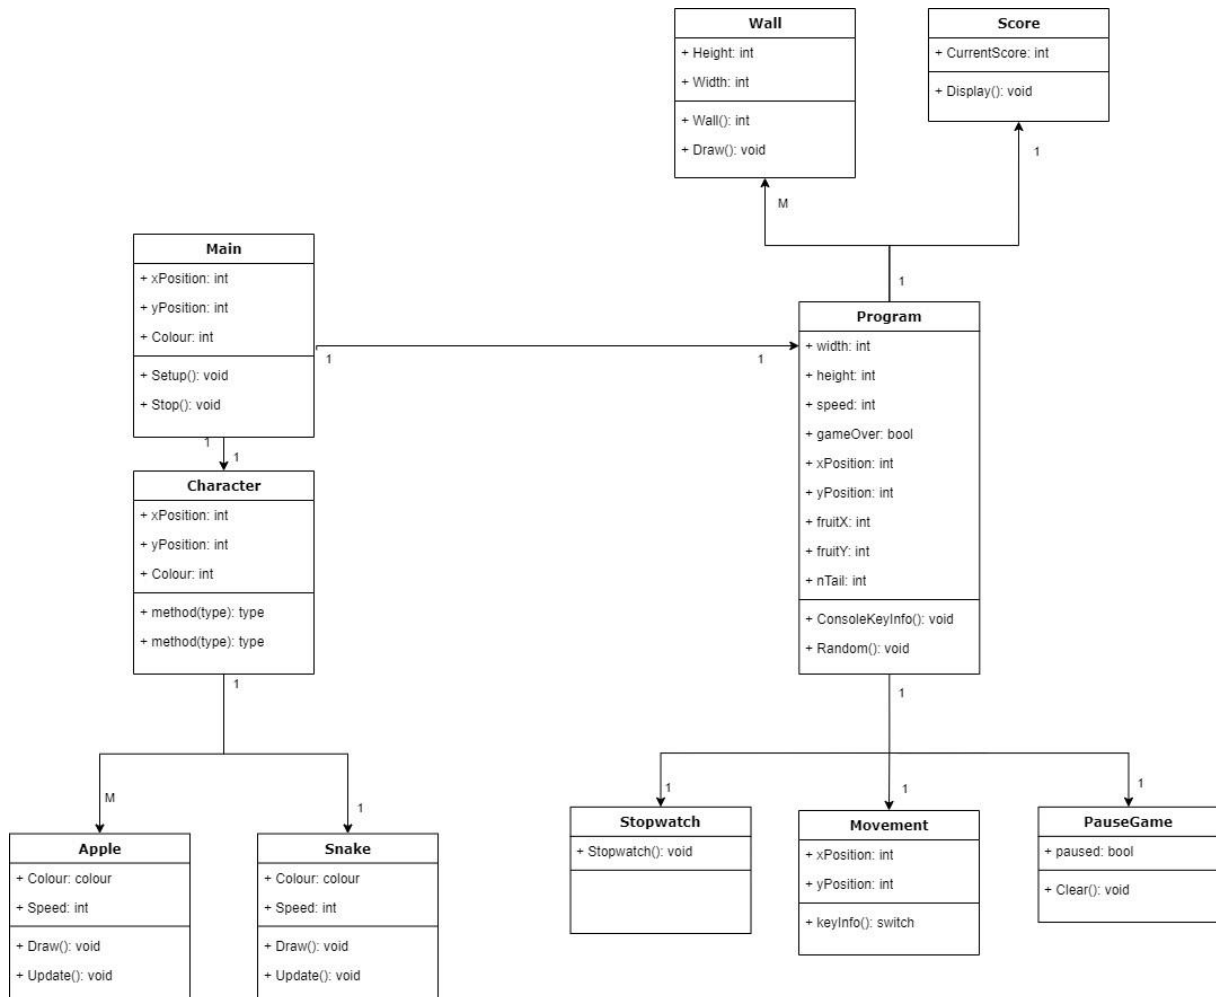 Wall
+ Height: int
+ Width: int
+ Wall(): int
+ Draw(): void
M
Score
+ CurrentScore: int
+ Display(): void
1
Main
+ xPosition: int
+ yPosition: int
+ Colour: int
+ Setup(): void
+ Stop(): void
1
1
1
1
1
Program
+ width: int
+ height: int
+ speed: int
+ gameOver: bool
+ xPosition: int
+ yPosition: int
+ fruitX: int
+ fruitY: int
+ nTail: int
+ ConsoleKeyInfo(): void
+ Random(): void
1
Character
+ xPosition: int
+ yPosition: int
+ Colour: int
+ method(type): type
+ method(type): type
1
M
1
Apple
+ Colour: colour
+ Speed: int
+ Draw(): void
+ Update(): void
Snake
+ Colour: colour
+ Speed: int
+ Draw(): void
+ Update(): void
1
1
1
Stopwatch
+ Stopwatch(): void
Movement
+ xPosition: int
+ yPosition: int
+ keyInfo(): switch
PauseGame
+ paused: bool
+ Clear(): void